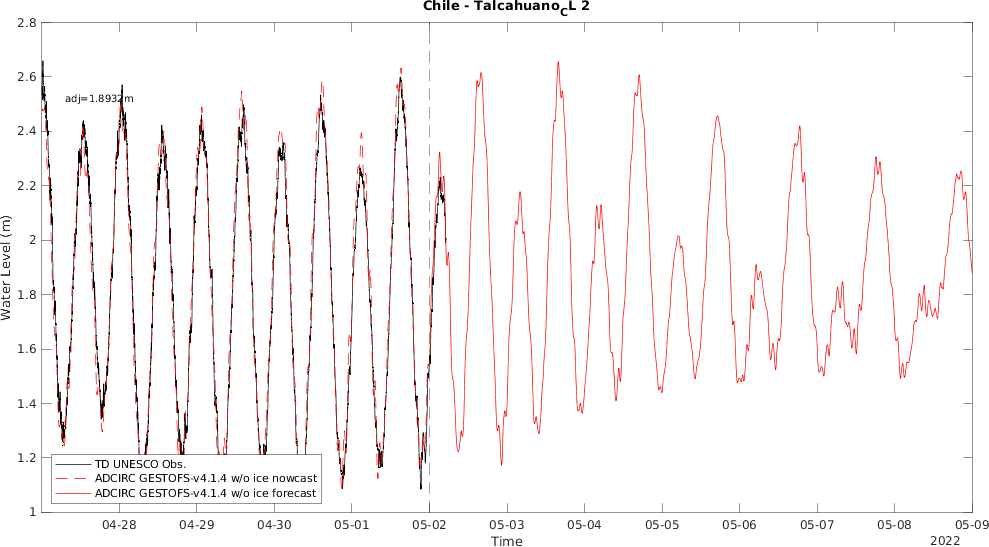 Chile - Talcahuano_CL 2
2.8
2.6
2.4
2.2
2
1.8
1.6
1.4
1.2
1
Water Level (m)
adj=1.8932m
TD UNESCO Obs.
ADCIRC GESTOFS-v4.1.4 w/o ice nowcast
ADCIRC GESTOFS-v4.1.4 w/o ice forecast
04-28 04-29 04-30 05-01 05-02 05-03 05-04 05-05 05-06 05-07 05-08 05-09
Time
2022